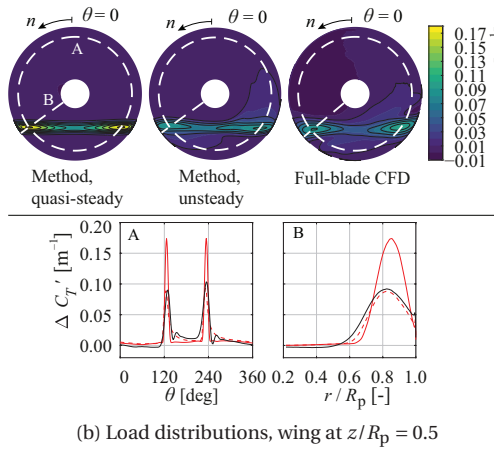 n θ = 0 n θ = 0 n θ = 0
A
B
Method,
quasi-steady
Method,
unsteady
Full-blade CFD
0.17
0.15
0.13
0.11
0.09
0.07
0.05
0.03
0.01
−0.01
Δ C_T′ [m⁻¹]
0.20
0.15
0.10
0.05
0.00
A
0 120 240 360
θ [deg]
B
0.2 0.4 0.6 0.8 1.0
r / Rₚ [-]
(b) Load distributions, wing at z/Rₚ = 0.5